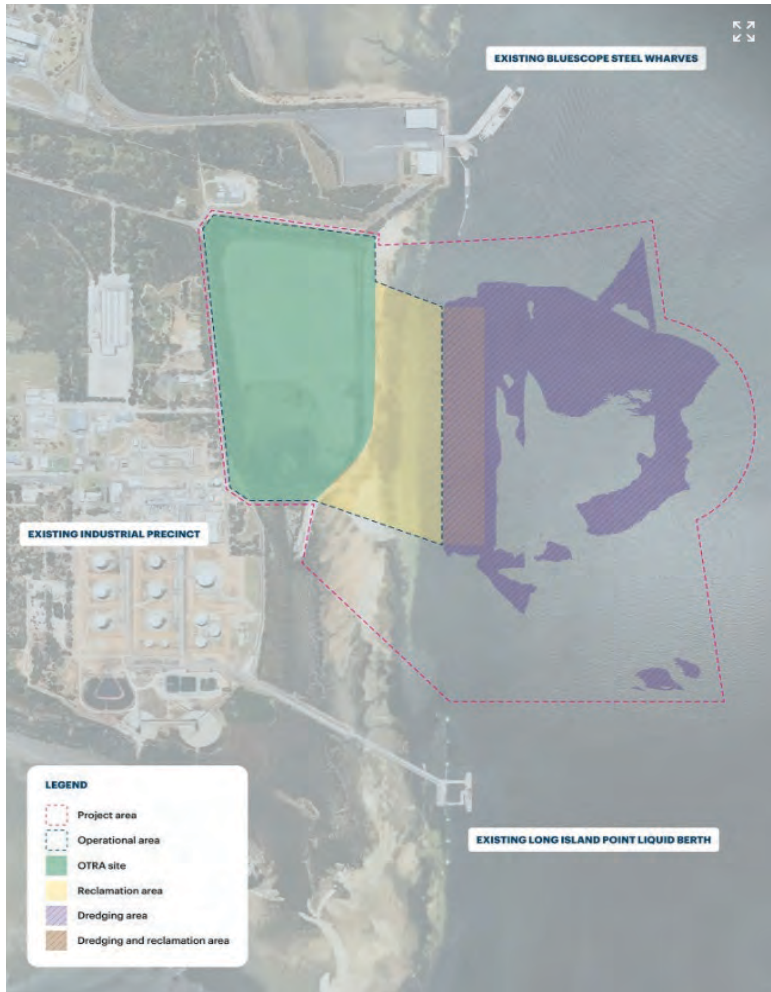 EXISTING BLUESCOPE STEEL WHARVES
EXISTING INDUSTRIAL PRECINCT
LEGEND
Project area
Operational area
OTRA site
Reclamation area
Dredging area
Dredging and reclamation area
EXISTING LONG ISLAND POINT LIQUID BERTH